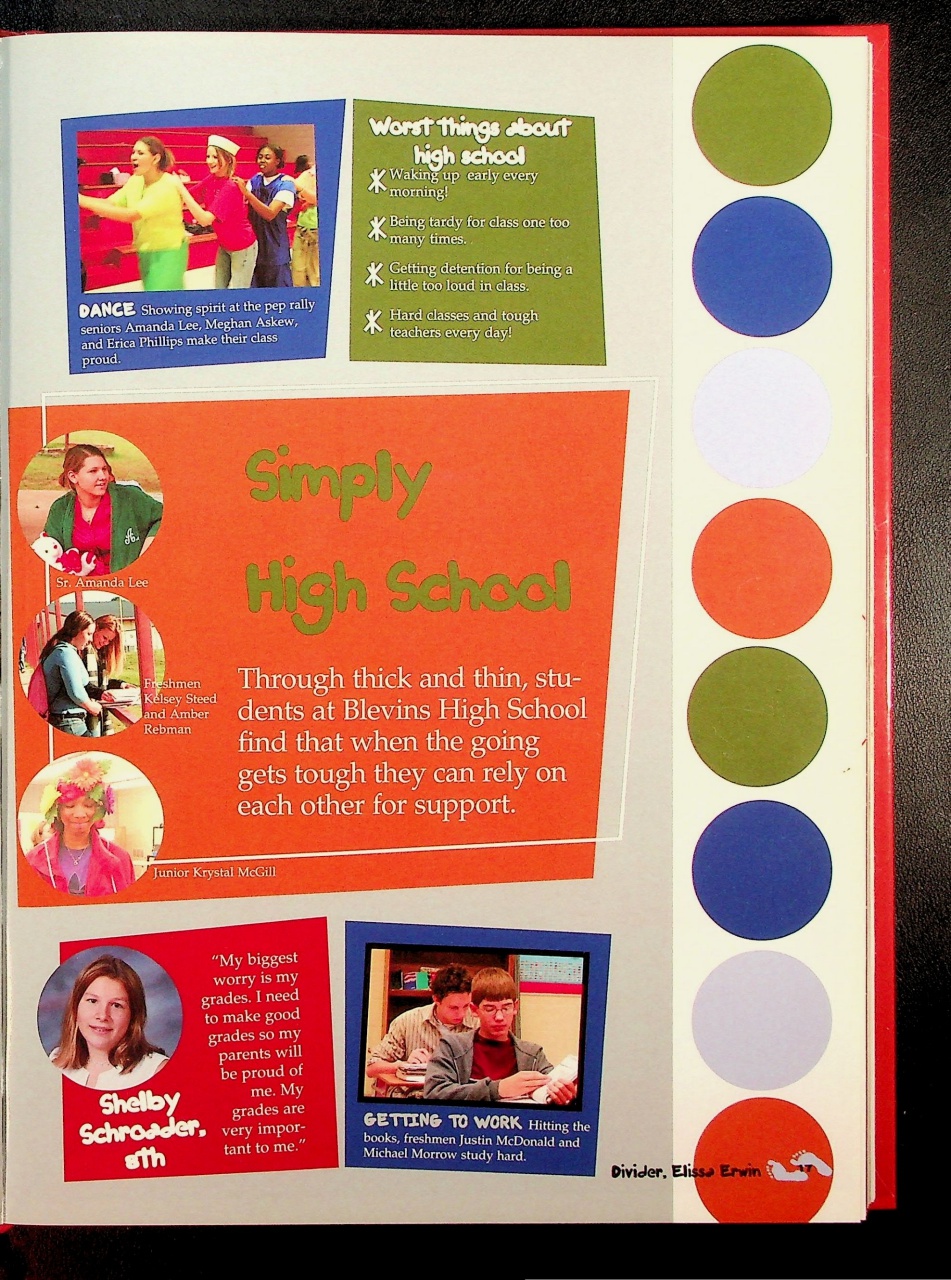 DANCE Showing spirit at the pep rally
seniors Amanda Lee, Meghan Askew,
and Erica Phillips make their class
proud.
Worst things about
high school
Waking up early every
morning!
Being tardy for class one too
many times.
Getting detention for being a
little too loud in class.
Hard classes and tough
teachers every day!
Simply
High School
A
Sr. Amanda Lee
Freshmen
Kelsey Steed
and Amber
Rebman
Through thick and thin, stu-
dents at Blevins High School
find that when the going
gets tough they can rely on
each other for support.
Junior Krystal McGill
Shelby
Schroader,
8th
“My biggest
worry is my
grades. I need
to make good
grades so my
parents will
be proud of
me. My
grades are
very impor-
tant to me.”
GETTING TO WORK Hitting the
books, freshmen Justin McDonald and
Michael Morrow study hard.
Divider, Elissa Erwin 17